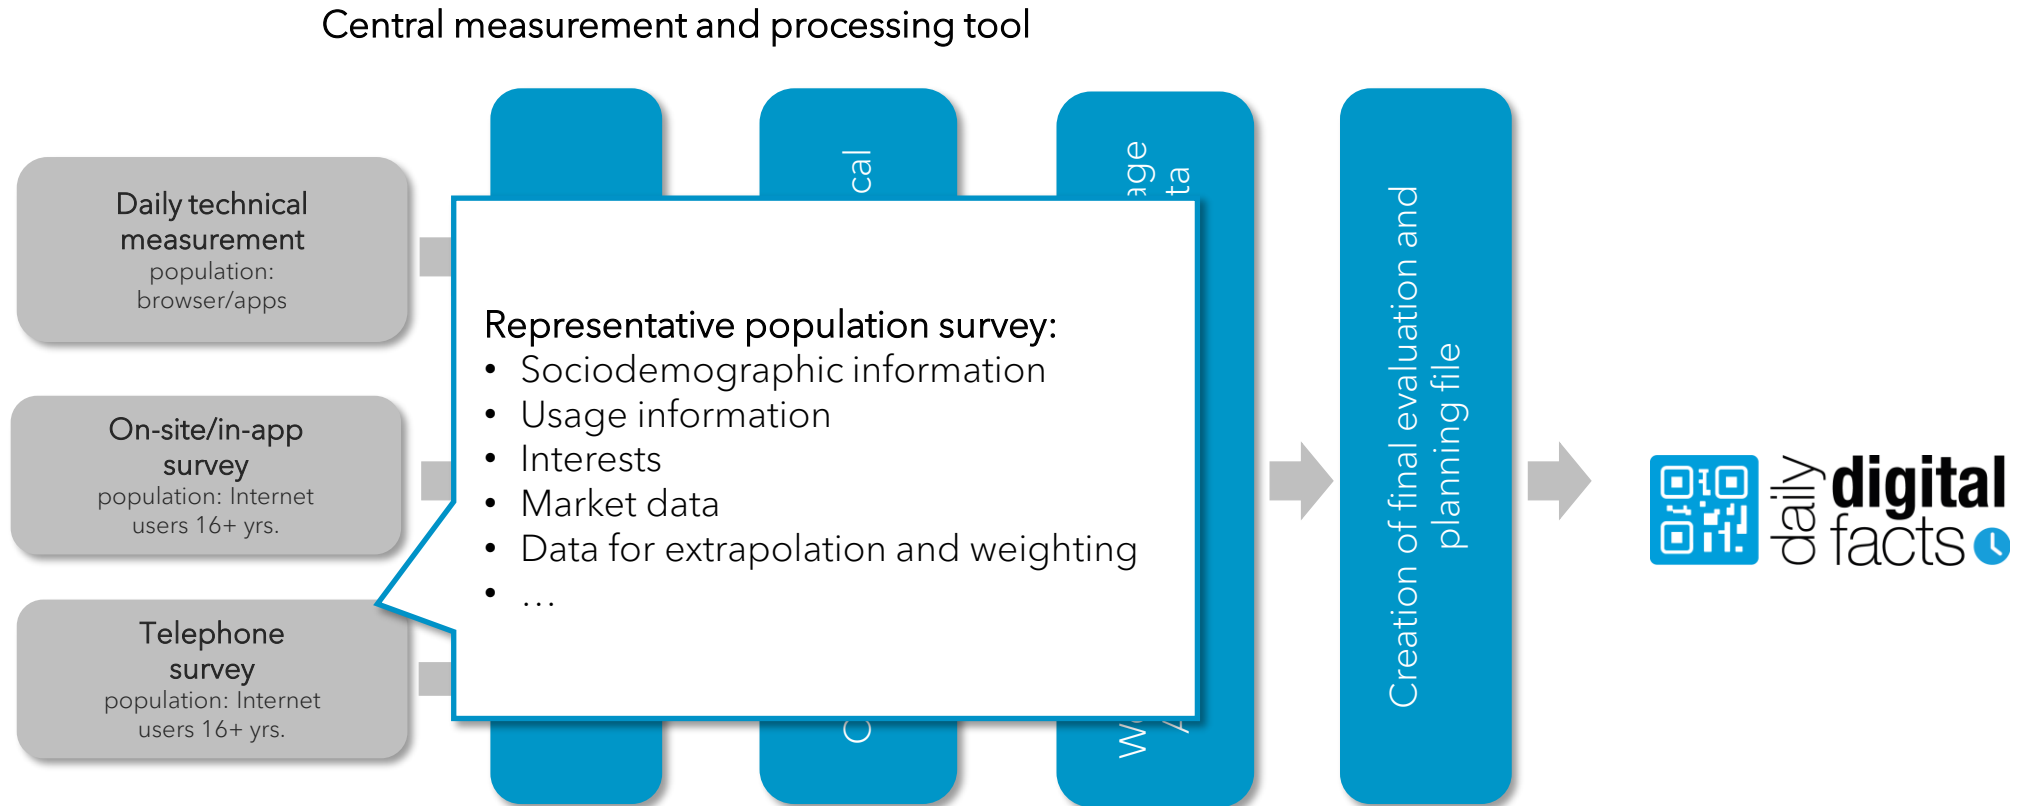 Central measurement and processing tool
Daily technical
measurement
population:
browser/apps
On-site/in-app
survey
population: Internet
users 16+ yrs.
Telephone
survey
population: Internet
users 16+ yrs.
Representative population survey:
• Sociodemographic information
• Usage information
• Interests
• Market data
• Data for extrapolation and weighting
• …
Creation of final evaluation and
planning file
daily
digital
facts